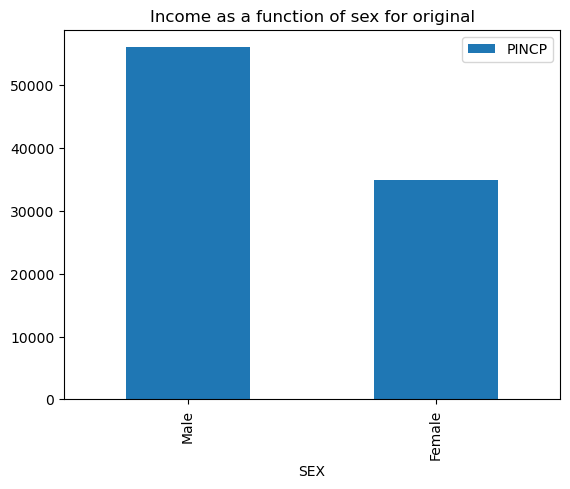 Income as a function of sex for original
PINCP
50000
40000
30000
20000
10000
0
Male
Female
SEX